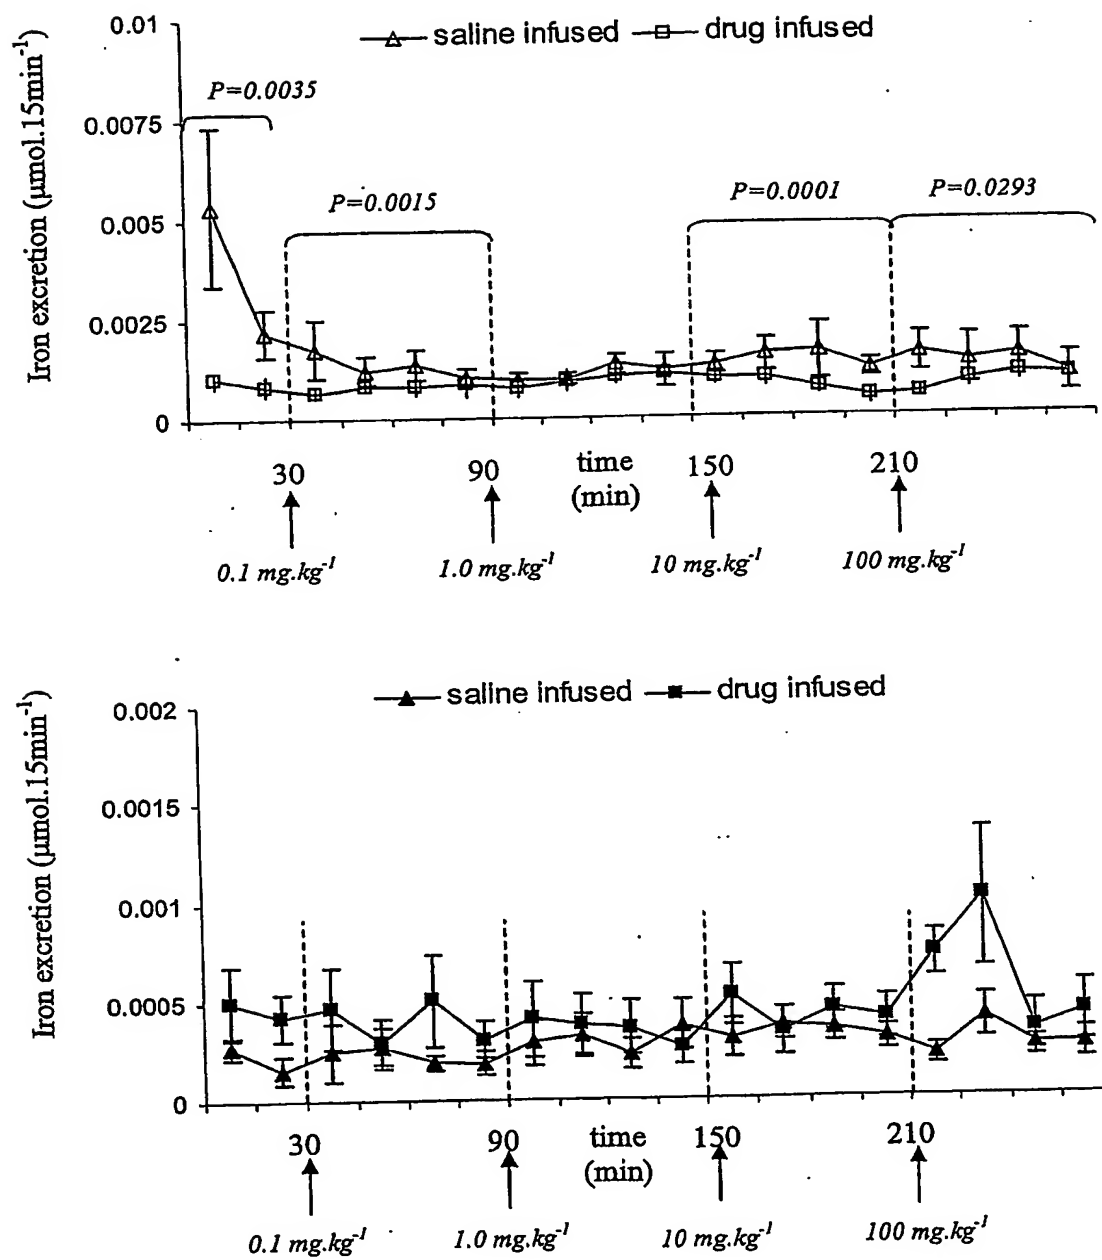 saline infused drug infused
Iron excretion (μmol.15min⁻¹)
0.01
0.0075
0.005
0.0025
0
P=0.0035
P=0.0015
P=0.0001
P=0.0293
30 90 time 150 210
(min)
0.1 mg.kg⁻¹ 1.0 mg.kg⁻¹ 10 mg.kg⁻¹ 100 mg.kg⁻¹
saline infused drug infused
Iron excretion (μmol.15min⁻¹)
0.002
0.0015
0.001
0.0005
0
30 90 time 150 210
(min)
0.1 mg.kg⁻¹ 1.0 mg.kg⁻¹ 10 mg.kg⁻¹ 100 mg.kg⁻¹